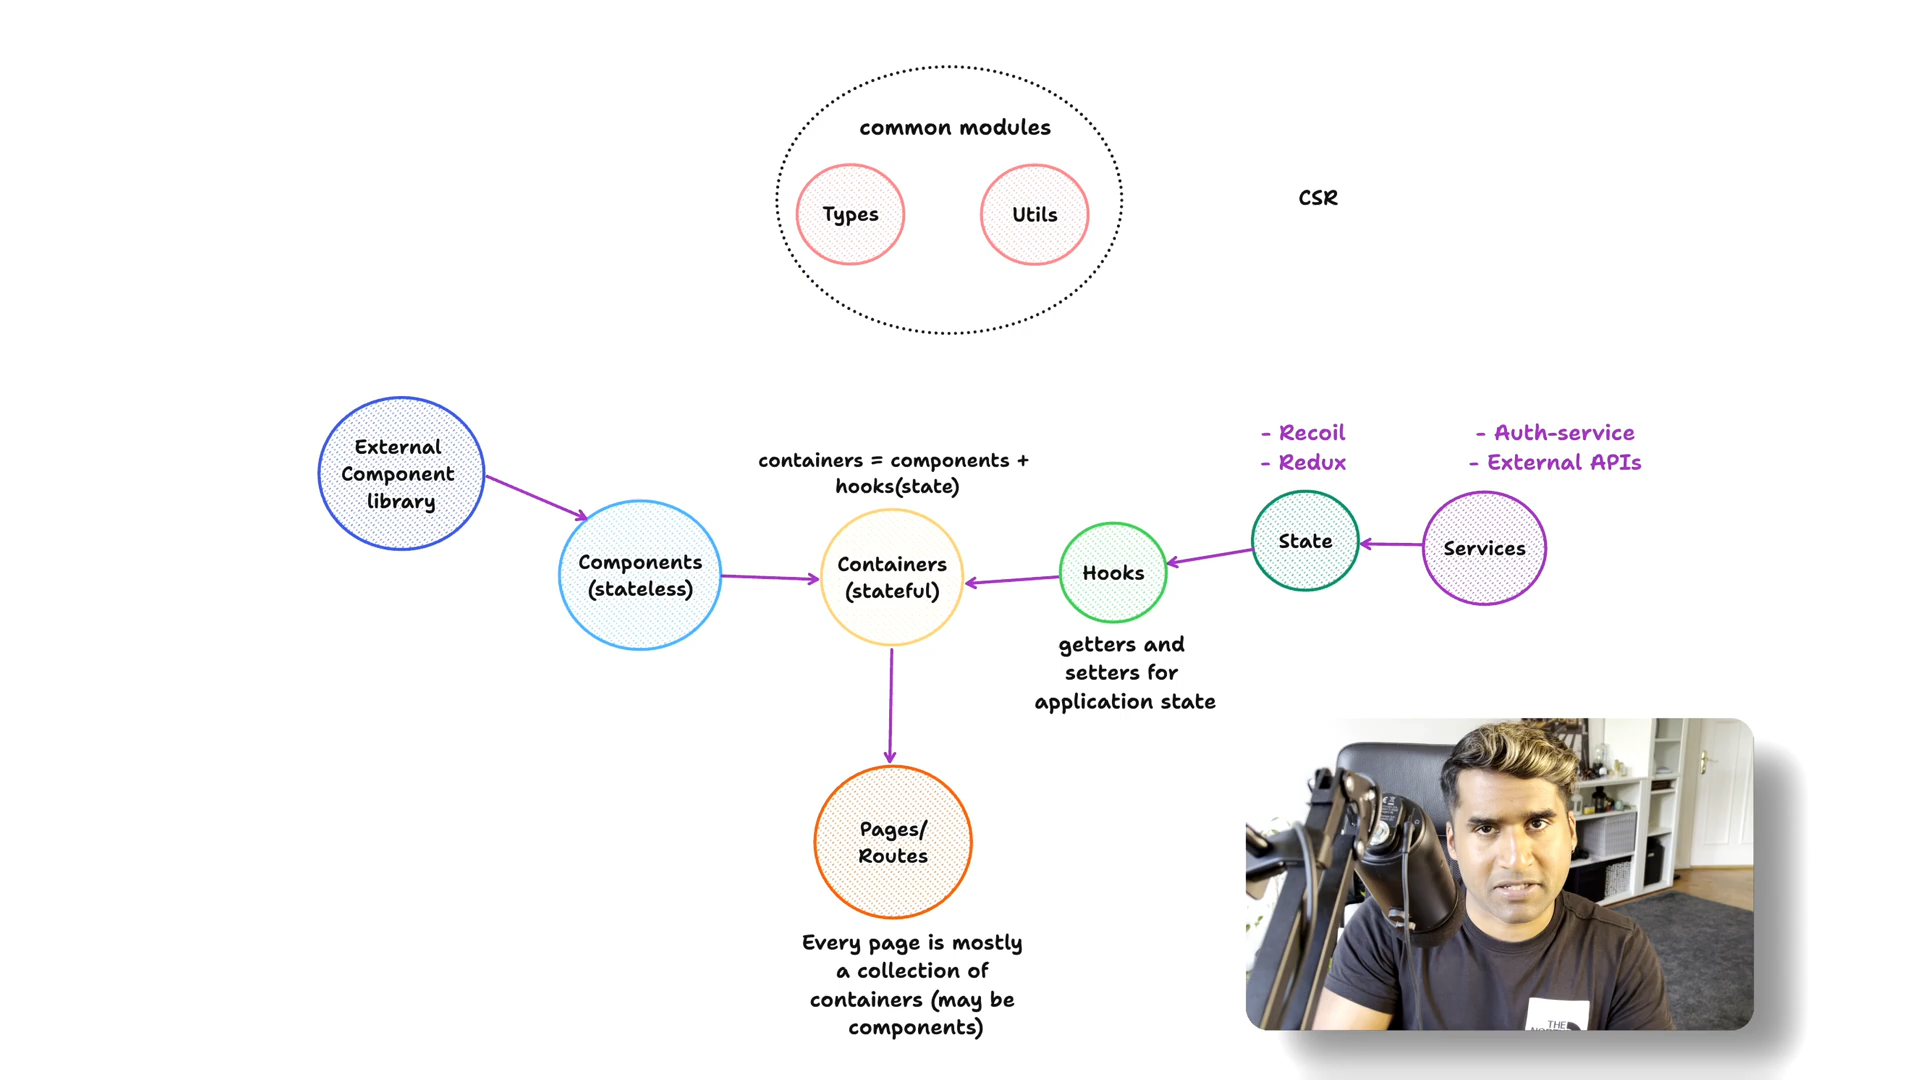 common modules
Types
Utils
CSR
External
Component
library
Components
(stateless)
containers = components +
hooks(state)
Containers
(stateful)
Hooks
getters and
setters for
application state
- Recoil
- Redux
State
- Auth-service
- External APIs
Services
Pages/
Routes
Every page is mostly
a collection of
containers (may be
components)
THE